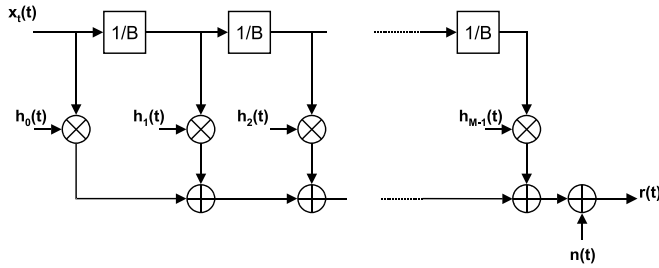 x_t(t)
1/B
1/B
1/B
h_0(t)
h_1(t)
h_2(t)
h_{M-1}(t)
r(t)
n(t)